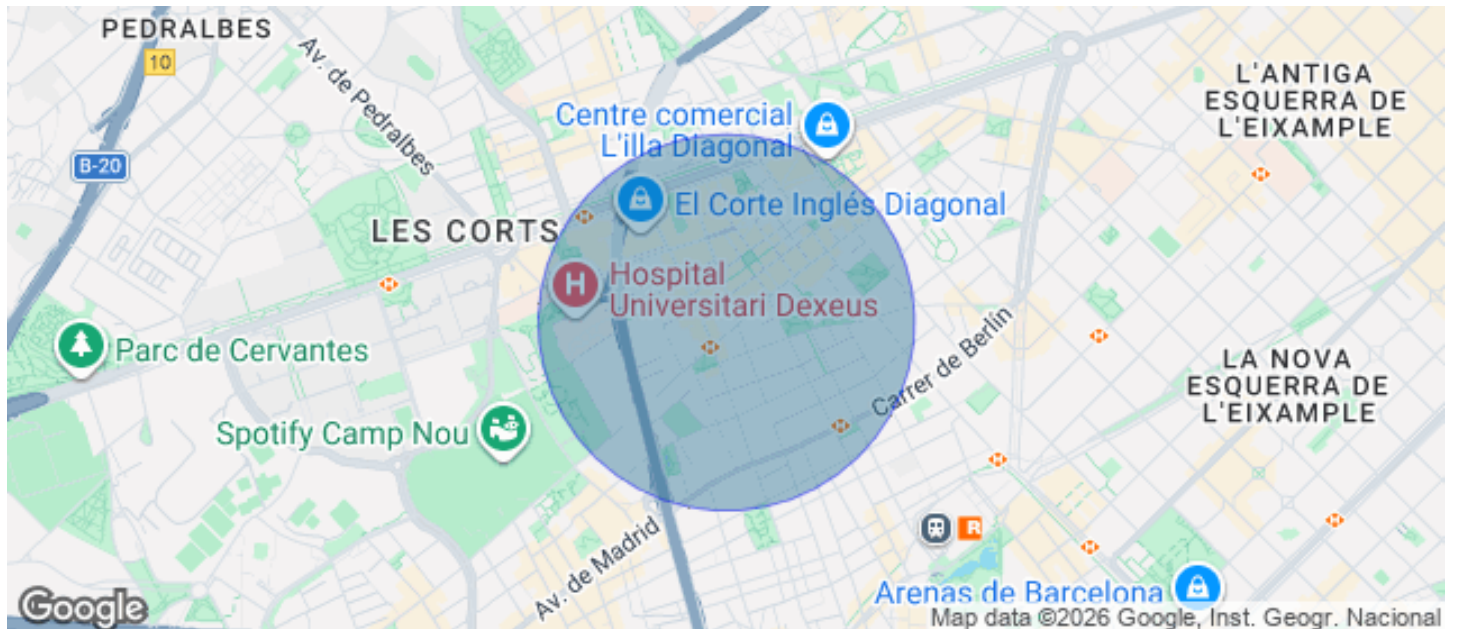 PEDRALBES
10
Av. de Pedralbes
B-20
Centre comercial
L'illa Diagonal
L'ANTIGA
ESQUERRA DE
L'EIXAMPLE
El Corte Inglés Diagonal
LES CORTS
H
Hospital
Universitari Dexeus
Parc de Cervantes
Carrer de Berlín
LA NOVA
ESQUERRA DE
L'EIXAMPLE
Spotify Camp Nou
Av. de Madrid
R
Arenas de Barcelona
Google
Map data ©2026 Google, Inst. Geogr. Nacional